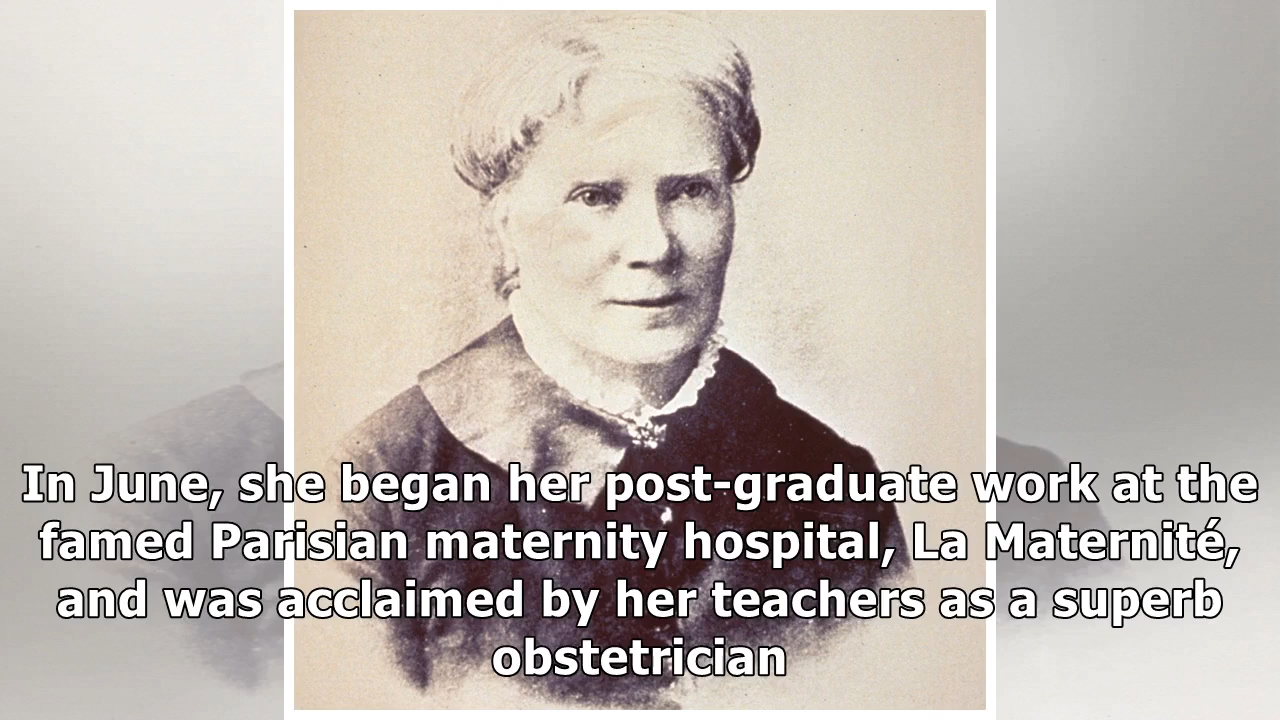 In June, she began her post-graduate work at the
famed Parisian maternity hospital, La Maternité,
and was acclaimed by her teachers as a superb
obstetrician